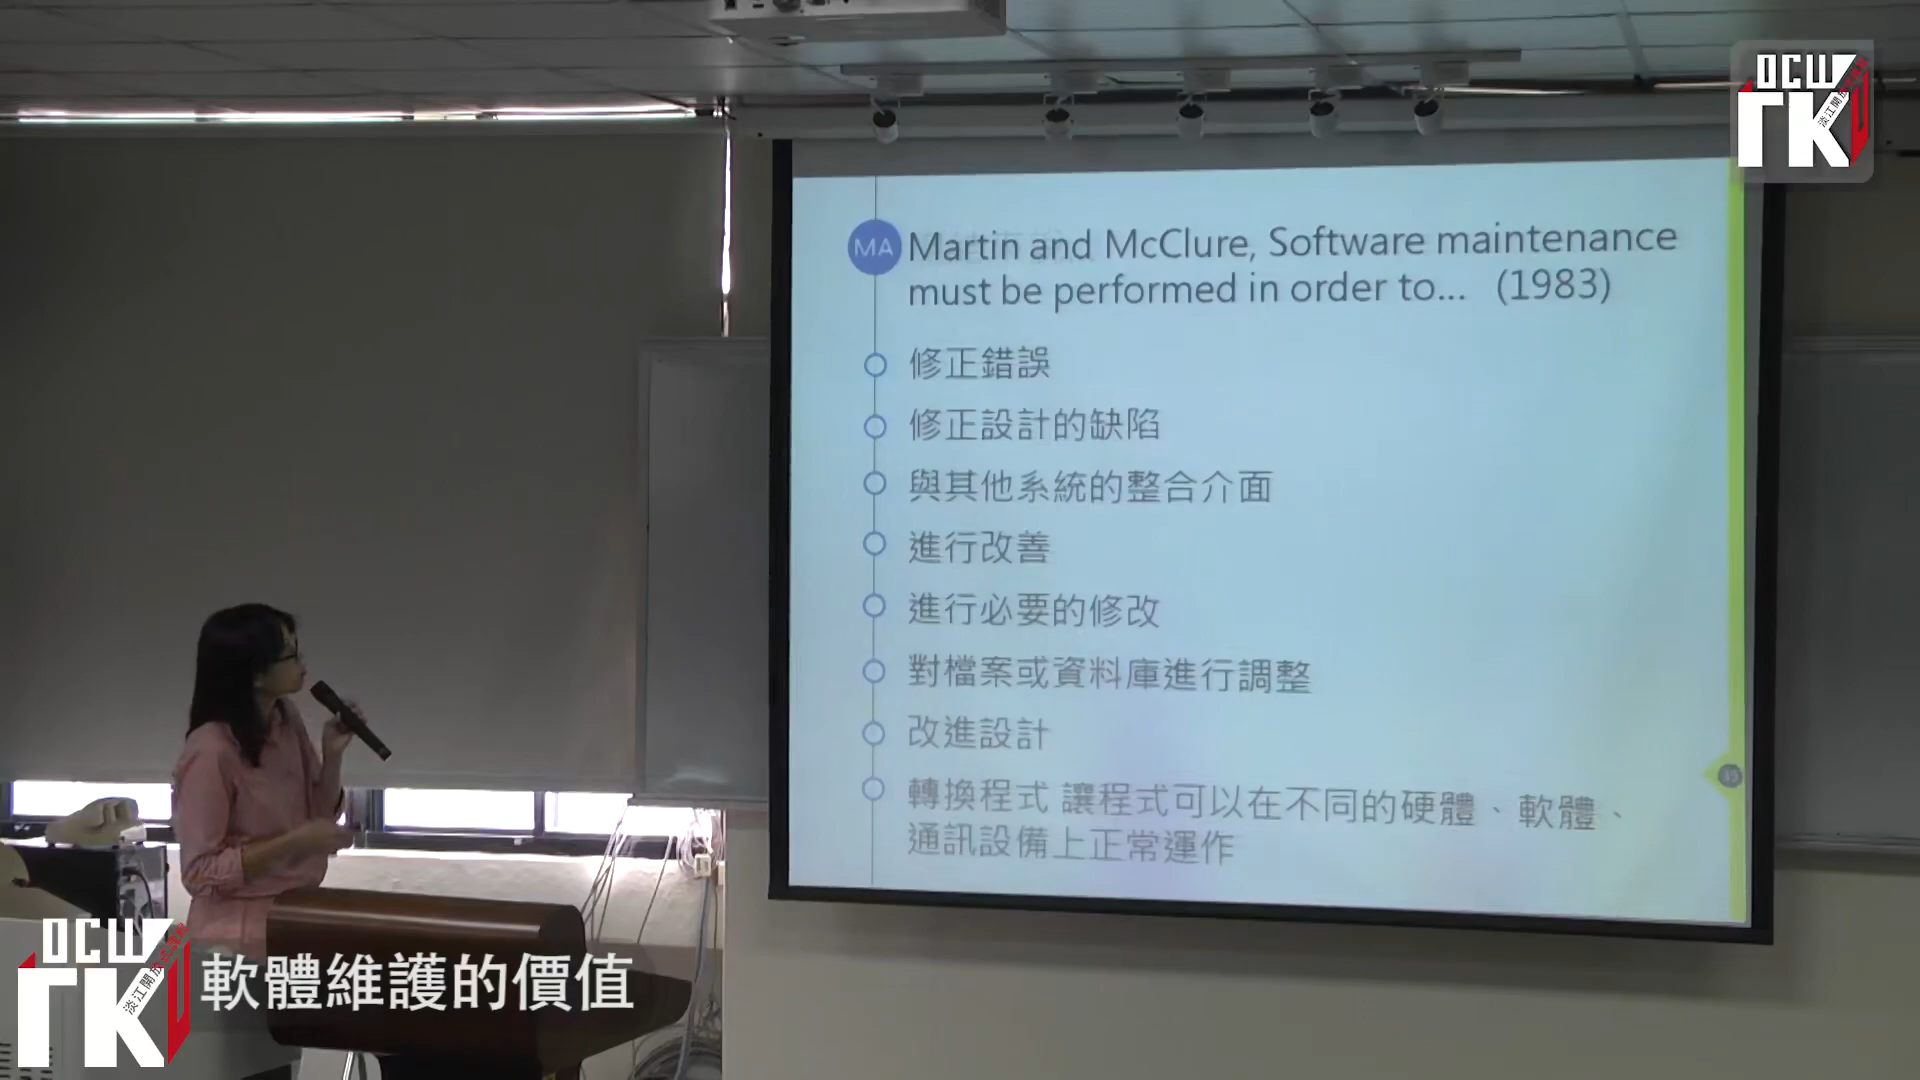 OCW
TKU
淡江開放式課程
MA
Martin and McClure, Software maintenance
must be performed in order to... (1983)
修正錯誤
修正設計的缺陷
與其他系統的整合介面
進行改善
進行必要的修改
對檔案或資料庫進行調整
改進設計
轉換程式 讓程式可以在不同的硬體、軟體、
通訊設備上正常運作
OCW
TKU
淡江開放式課程
軟體維護的價值